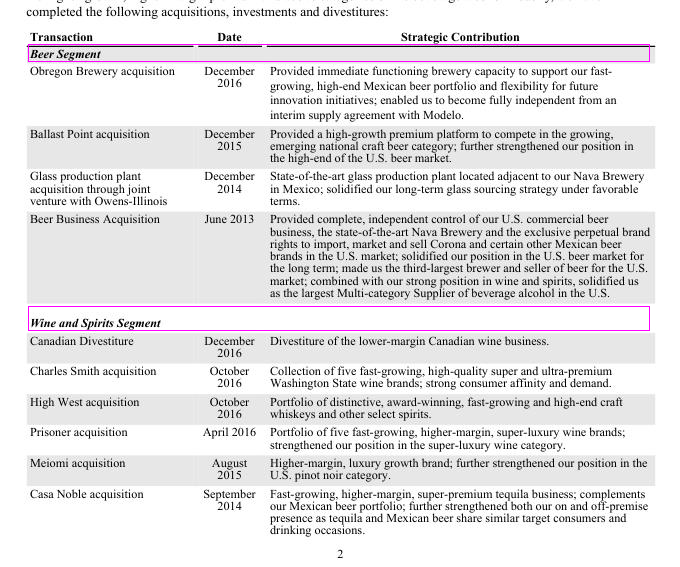 completed the following acquisitions, investments and divestitures:
Transaction Date Strategic Contribution
Beer Segment
Obregon Brewery acquisition December 2016 Provided immediate functioning brewery capacity to support our fast-
growing, high-end Mexican beer portfolio and flexibility for future
innovation initiatives; enabled us to become fully independent from an
interim supply agreement with Modelo.
Ballast Point acquisition December 2015 Provided a high-growth premium platform to compete in the growing,
emerging national craft beer category; further strengthened our position in
the high-end of the U.S. beer market.
Glass production plant December State-of-the-art glass production plant located adjacent to our Nava Brewery
acquisition through joint 2014 in Mexico; solidified our long-term glass sourcing strategy under favorable
venture with Owens-Illinois terms.
Beer Business Acquisition June 2013 Provided complete, independent control of our U.S. commercial beer
business, the state-of-the-art Nava Brewery and the exclusive perpetual brand
rights to import, market and sell Corona and certain other Mexican beer
brands in the U.S. market; solidified our position in the U.S. beer market for
the long term; made us the third-largest brewer and seller of beer for the U.S.
market; combined with our strong position in wine and spirits, solidified us
as the largest Multi-category Supplier of beverage alcohol in the U.S.
Wine and Spirits Segment
Canadian Divestiture December 2016 Divestiture of the lower-margin Canadian wine business.
Charles Smith acquisition October 2016 Collection of five fast-growing, high-quality super and ultra-premium
Washington State wine brands; strong consumer affinity and demand.
High West acquisition October 2016 Portfolio of distinctive, award-winning, fast-growing and high-end craft
whiskeys and other select spirits.
Prisoner acquisition April 2016 Portfolio of five fast-growing, higher-margin, super-luxury wine brands;
strengthened our position in the super-luxury wine category.
Meiomi acquisition August 2015 Higher-margin, luxury growth brand; further strengthened our position in the
U.S. pinot noir category.
Casa Noble acquisition September 2014 Fast-growing, higher-margin, super-premium tequila business; complements
our Mexican beer portfolio; further strengthened both our on and off-premise
presence as tequila and Mexican beer share similar target consumers and
drinking occasions.
2